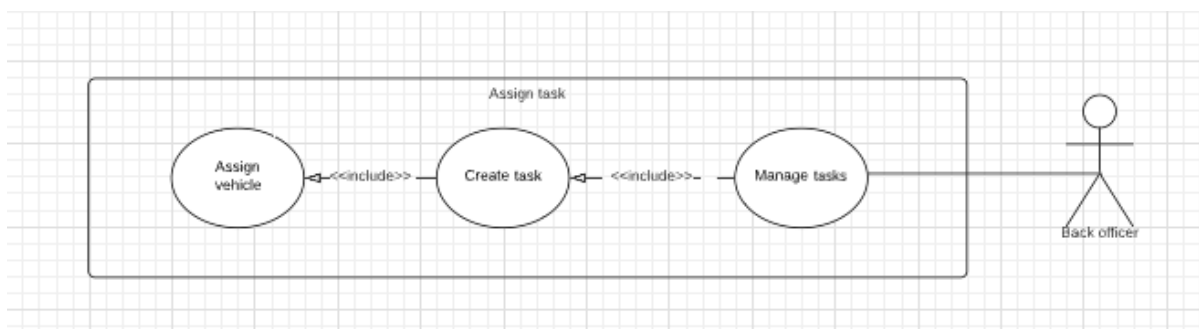 Assign task
Assign
vehicle
<<include>>
Create task
<<include>>
Manage tasks
Back officer